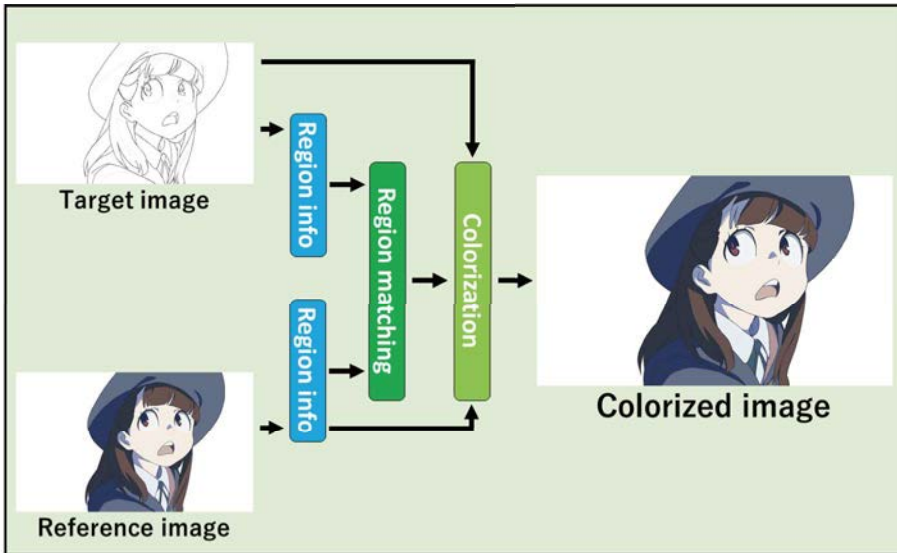 Target image
Region info
Region matching
Colorization
Region info
Reference image
Colorized image